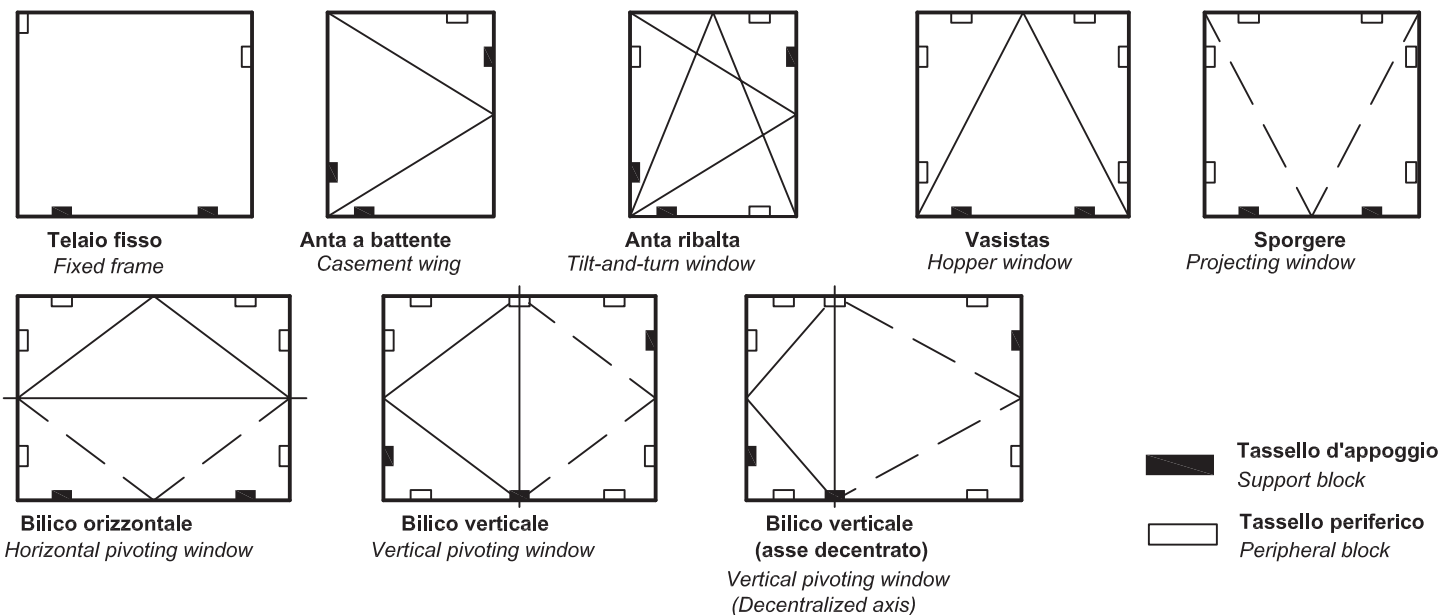 Telaio fisso
Fixed frame
Anta a battente
Casement wing
Anta ribalta
Tilt-and-turn window
Vasistas
Hopper window
Sporgere
Projecting window
Bilico orizzontale
Horizontal pivoting window
Bilico verticale
Vertical pivoting window
Bilico verticale
(asse decentrato)
Vertical pivoting window
(Decentralized axis)
Tassello d'appoggio
Support block
Tassello periferico
Peripheral block